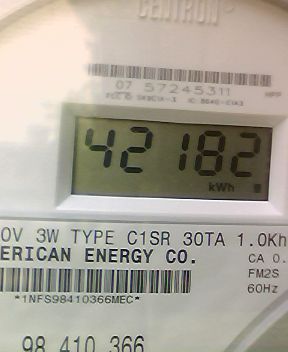 CENTRON®
07 57245311
42182
kWh
0V 3W TYPE C1SR 30TA 1.0Kh
ERICAN ENERGY CO.
CA 0.
FM2S
*1NFS98410366MEC*
60Hz
98 410 366